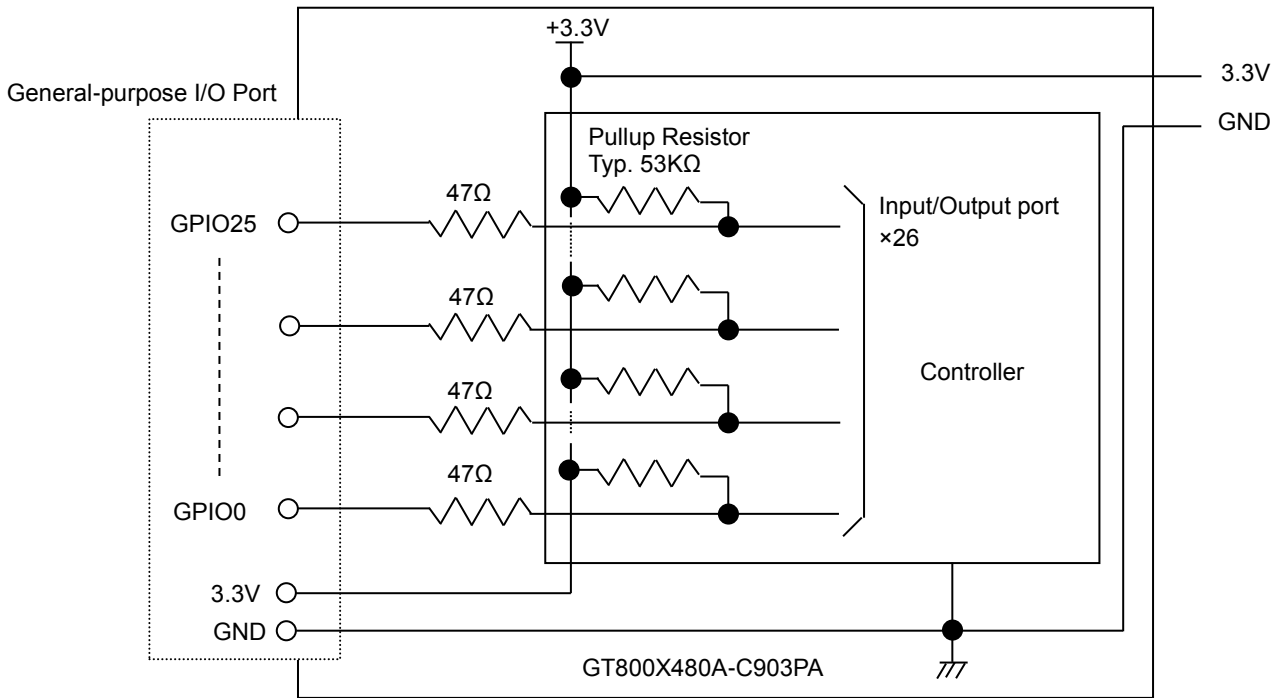 +3.3V
3.3V
General-purpose I/O Port
GND
Pullup Resistor
Typ. 53KΩ
47Ω
GPIO25
Input/Output port
×26
47Ω
47Ω
Controller
47Ω
GPIO0
3.3V
GND
GT800X480A-C903PA